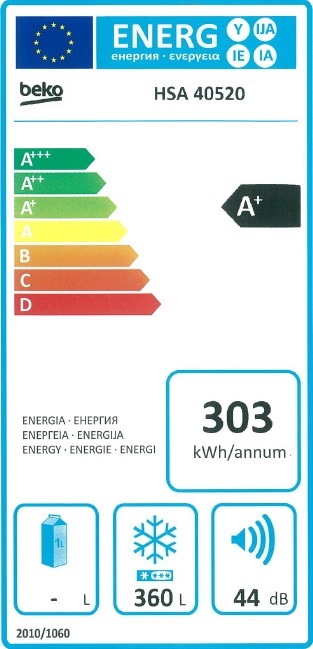 ENERG Y IJA
енергия · ενεργεια IE IA
beko
HSA 40520
A+++
A++
A+
A
B
C
D
A+
303
kWh/annum
ENERGIA · ЕНЕРГИЯ
ΕΝΕΡΓΕΙΑ · ENERGIJA
ENERGY · ENERGIE · ENERGI
1L
- L
360 L
44 dB
2010/1060